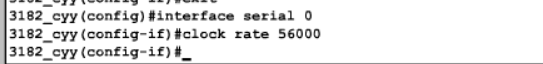 3182_cyy(config)#interface serial 0
3182_cyy(config-if)#clock rate 56000
3182_cyy(config-if)#_